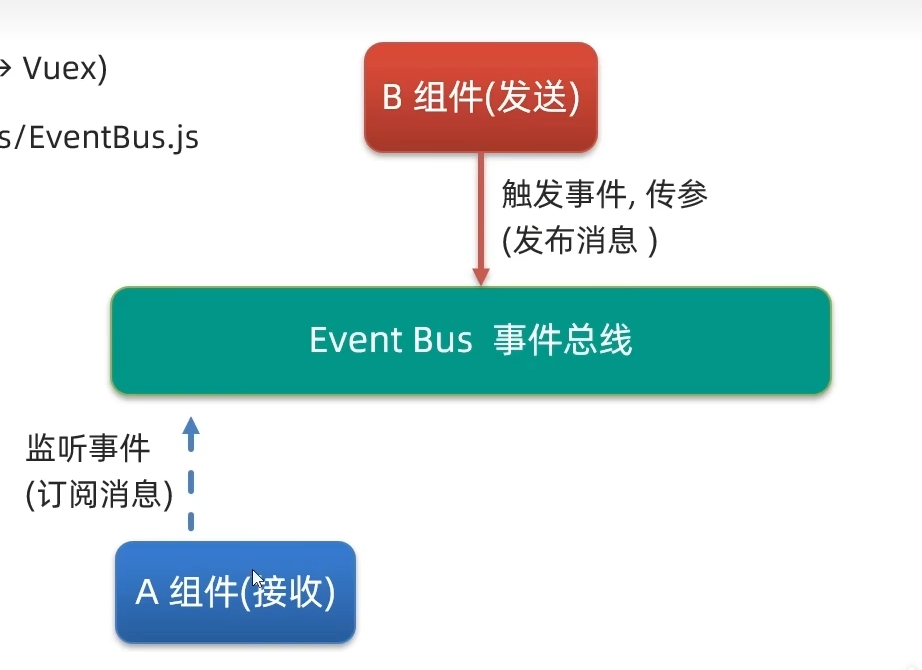 → Vuex)
s/EventBus.js
B 组件(发送)
触发事件, 传参
(发布消息 )
Event Bus 事件总线
监听事件
(订阅消息)
A 组件(接收)